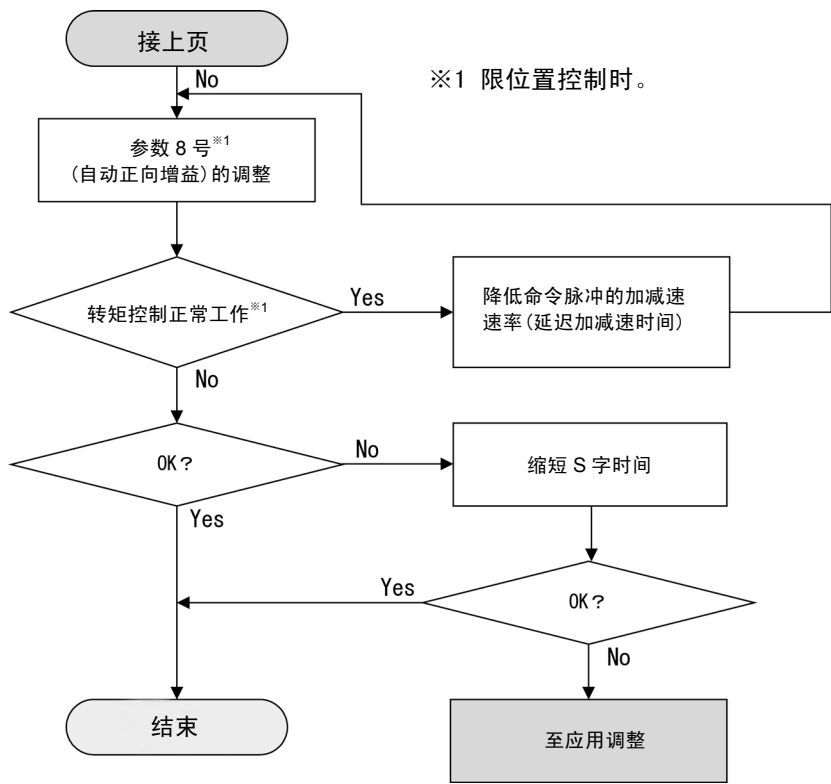 接上页
No
※1 限位置控制时。
参数 8 号※1
(自动正向增益)的调整
转矩控制正常工作※1
Yes
降低命令脉冲的加减速
速率(延迟加减速时间)
No
OK?
No
缩短 S 字时间
Yes
Yes
OK?
No
结束
至应用调整